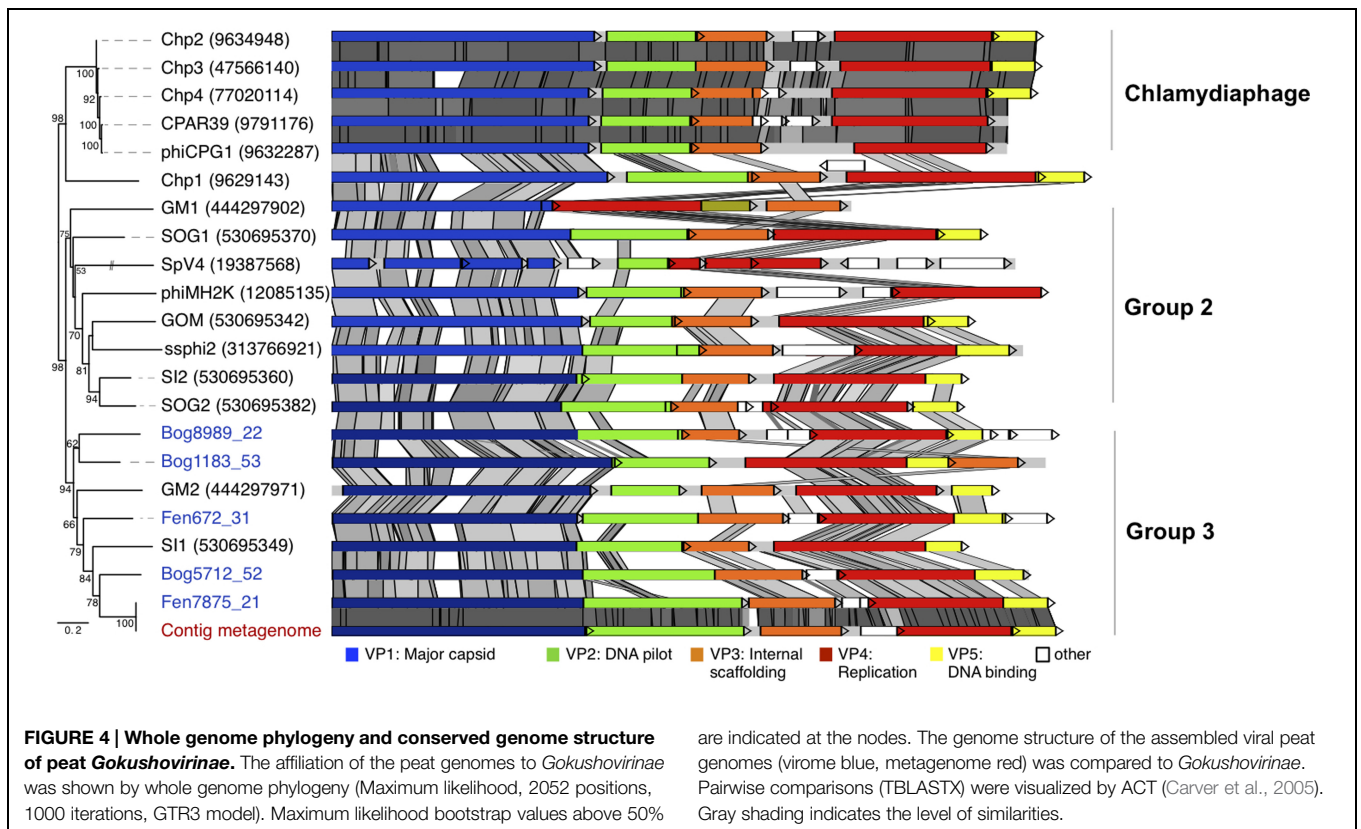 Chp2 (9634948)
Chp3 (47566140)
Chp4 (77020114)
CPAR39 (9791176)
phiCPG1 (9632287)
Chp1 (9629143)
GM1 (444297902)
SOG1 (530695370)
SpV4 (19387568)
phiMH2K (12085135)
GOM (530695342)
ssphi2 (313766921)
SI2 (530695360)
SOG2 (530695382)
Bog8989_22
Bog1183_53
GM2 (444297971)
Fen672_31
SI1 (530695349)
Bog5712_52
Fen7875_21
Contig metagenome
100
92
100
100
98
75
53
70
81
94
98
62
94
66
79
84
78
100
0.2
Chlamydiaphage
Group 2
Group 3
VP1: Major capsid
VP2: DNA pilot
VP3: Internal
scaffolding
VP4:
Replication
VP5:
DNA binding
other
FIGURE 4 | Whole genome phylogeny and conserved genome structure
of peat Gokushovirinae. The affiliation of the peat genomes to Gokushovirinae
was shown by whole genome phylogeny (Maximum likelihood, 2052 positions,
1000 iterations, GTR3 model). Maximum likelihood bootstrap values above 50%
are indicated at the nodes. The genome structure of the assembled viral peat
genomes (virome blue, metagenome red) was compared to Gokushovirinae.
Pairwise comparisons (TBLASTX) were visualized by ACT (Carver et al., 2005).
Gray shading indicates the level of similarities.